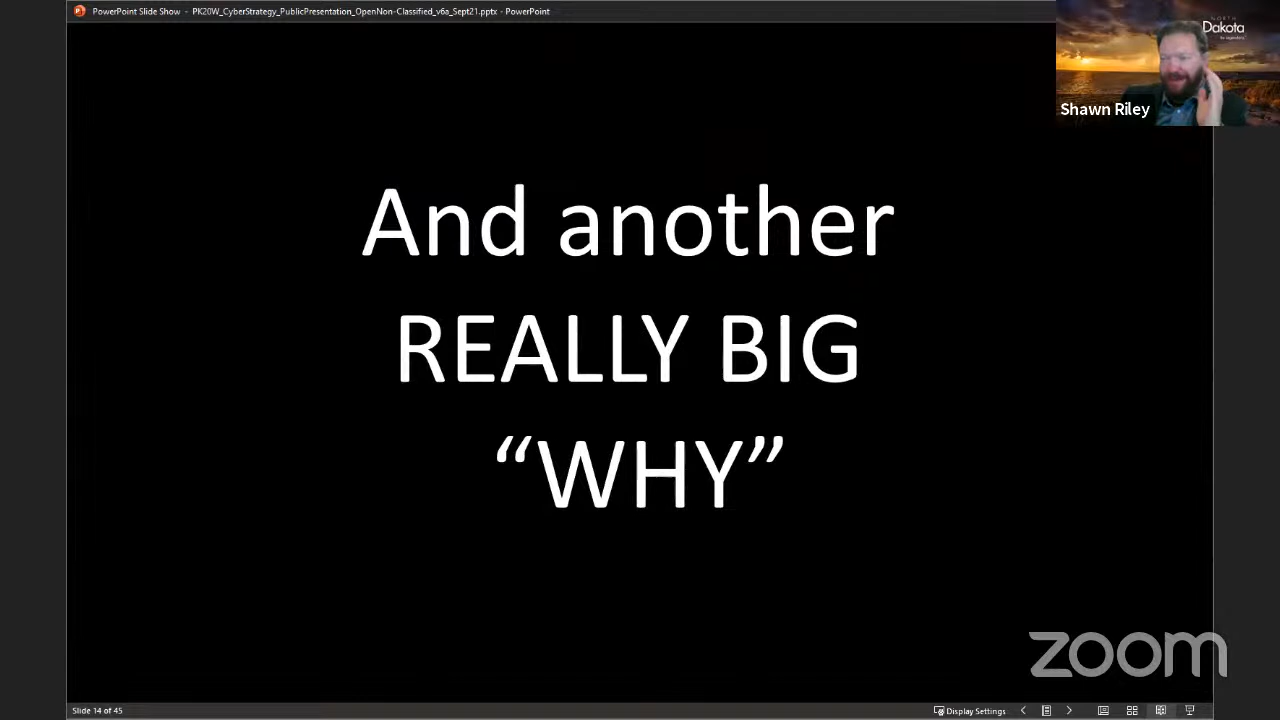 PowerPoint Slide Show - PK20W_CyberStrategy_PublicPresentation_OpenNon-Classified_v6a_Sept21.pptx - PowerPoint
Dakota
Shawn Riley
And another
REALLY BIG
“WHY”
zoom
Slide 14 of 45
Display Settings